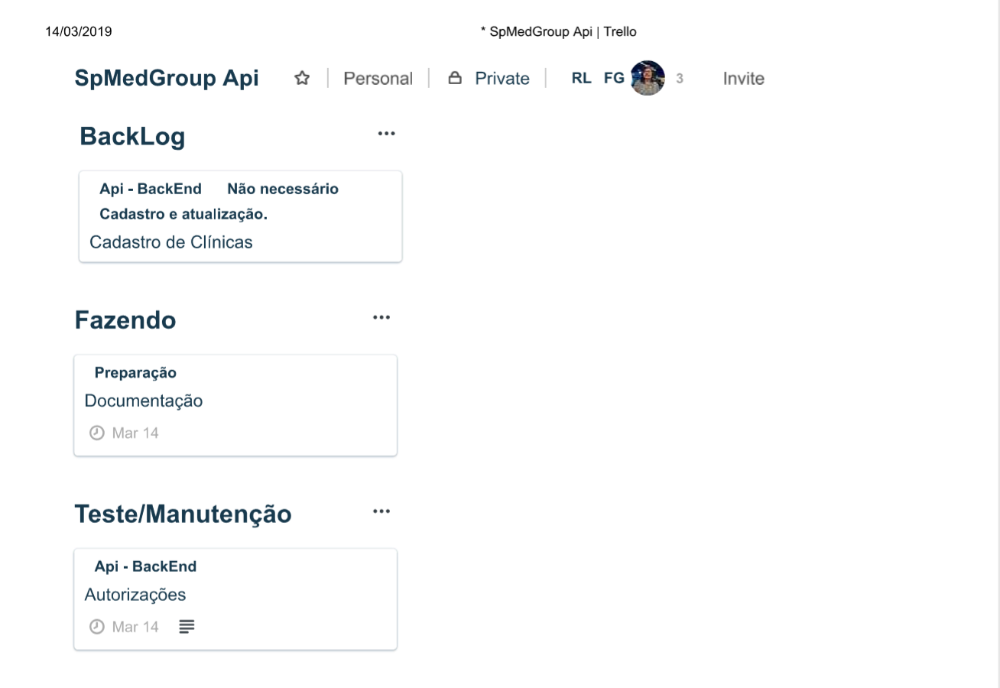 14/03/2019 * SpMedGroup Api | Trello
SpMedGroup Api Personal Private RL FG 3 Invite
BackLog ...
Api - BackEnd Não necessário
Cadastro e atualização.
Cadastro de Clínicas
Fazendo ...
Preparação
Documentação
Mar 14
Teste/Manutenção ...
Api - BackEnd
Autorizações
Mar 14